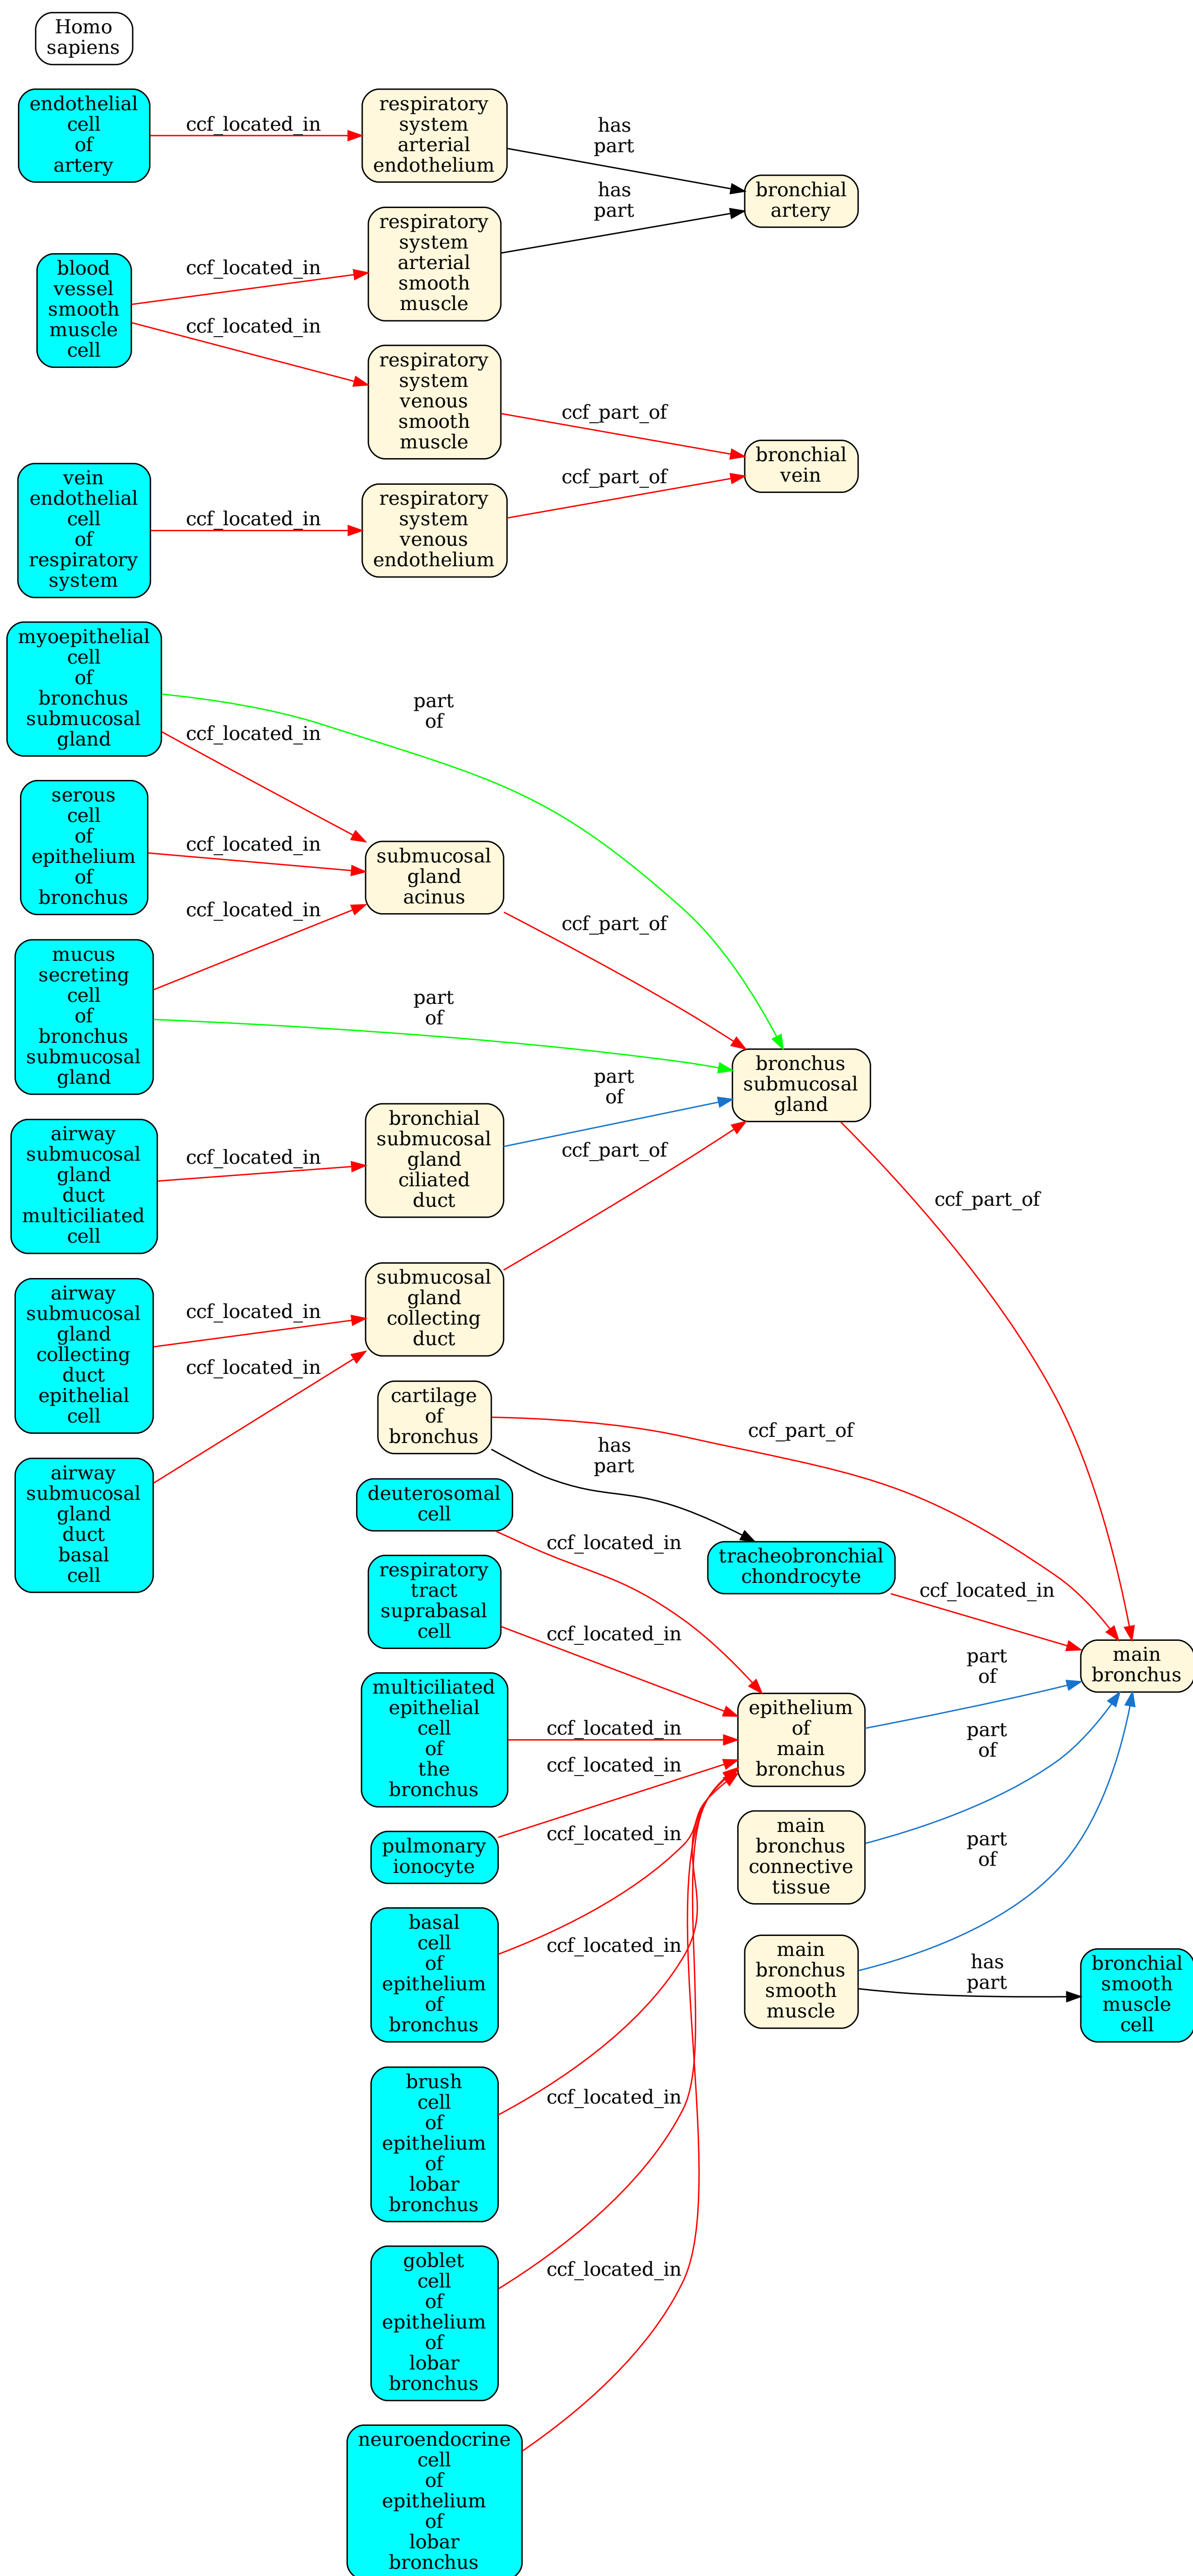 Homo
sapiens
endothelial
cell
of
artery
ccf_located_in
respiratory
system
arterial
endothelium
has
part
bronchial
artery
has
part
respiratory
system
arterial
smooth
muscle
blood
vessel
smooth
muscle
cell
ccf_located_in
ccf_located_in
respiratory
system
venous
smooth
muscle
ccf_part_of
bronchial
vein
ccf_part_of
vein
endothelial
cell
of
respiratory
system
ccf_located_in
respiratory
system
venous
endothelium
myoepithelial
cell
of
bronchus
submucosal
gland
part
of
ccf_located_in
serous
cell
of
epithelium
of
bronchus
ccf_located_in
submucosal
gland
acinus
ccf_located_in
ccf_part_of
mucus
secreting
cell
of
bronchus
submucosal
gland
part
of
bronchus
submucosal
gland
part
of
airway
submucosal
gland
duct
multiciliated
cell
ccf_located_in
bronchial
submucosal
gland
ciliated
duct
ccf_part_of
ccf_part_of
airway
submucosal
gland
collecting
duct
epithelial
cell
ccf_located_in
submucosal
gland
collecting
duct
ccf_located_in
airway
submucosal
gland
duct
basal
cell
cartilage
of
bronchus
ccf_part_of
has
part
deuterosomal
cell
ccf_located_in
tracheobronchial
chondrocyte
ccf_located_in
respiratory
tract
suprabasal
cell
ccf_located_in
main
bronchus
part
of
multiciliated
epithelial
cell
of
the
bronchus
ccf_located_in
epithelium
of
main
bronchus
part
of
ccf_located_in
pulmonary
ionocyte
ccf_located_in
main
bronchus
connective
tissue
part
of
basal
cell
of
epithelium
of
bronchus
ccf_located_in
main
bronchus
smooth
muscle
has
part
bronchial
smooth
muscle
cell
brush
cell
of
epithelium
of
lobar
bronchus
ccf_located_in
goblet
cell
of
epithelium
of
lobar
bronchus
ccf_located_in
neuroendocrine
cell
of
epithelium
of
lobar
bronchus